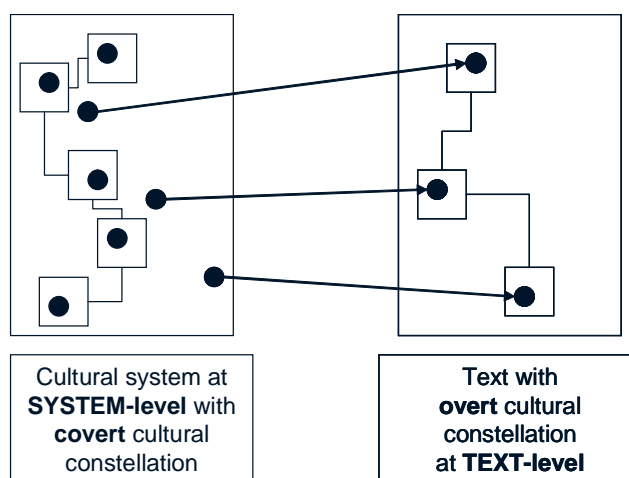 Cultural system at
SYSTEM-level with
covert cultural
constellation
Text with
overt cultural
constellation
at TEXT-level